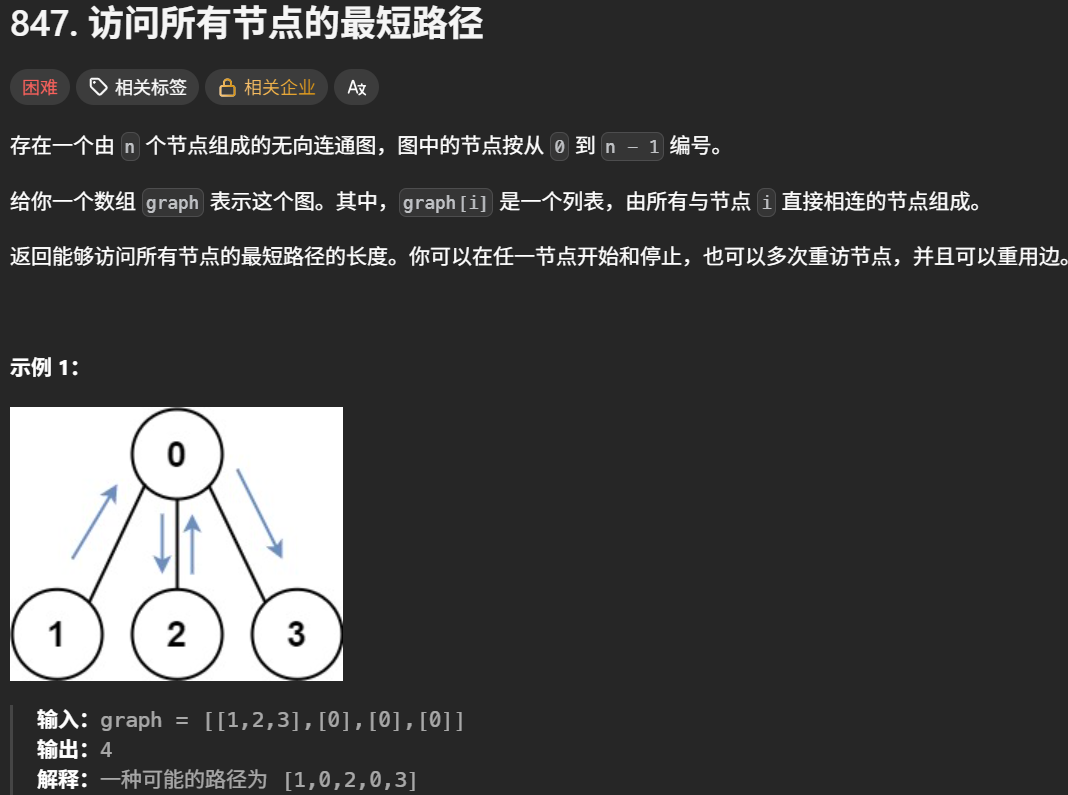 847. 访问所有节点的最短路径
困难 相关标签 相关企业 A文
存在一个由 n 个节点组成的无向连通图，图中的节点按从 0 到 n - 1 编号。
给你一个数组 graph 表示这个图。其中，graph[i] 是一个列表，由所有与节点 i 直接相连的节点组成。
返回能够访问所有节点的最短路径的长度。你可以在任一节点开始和停止，也可以多次重访节点，并且可以重用边。
示例 1：
0
1 2 3
输入：graph = [[1,2,3],[0],[0],[0]]
输出：4
解释：一种可能的路径为 [1,0,2,0,3]